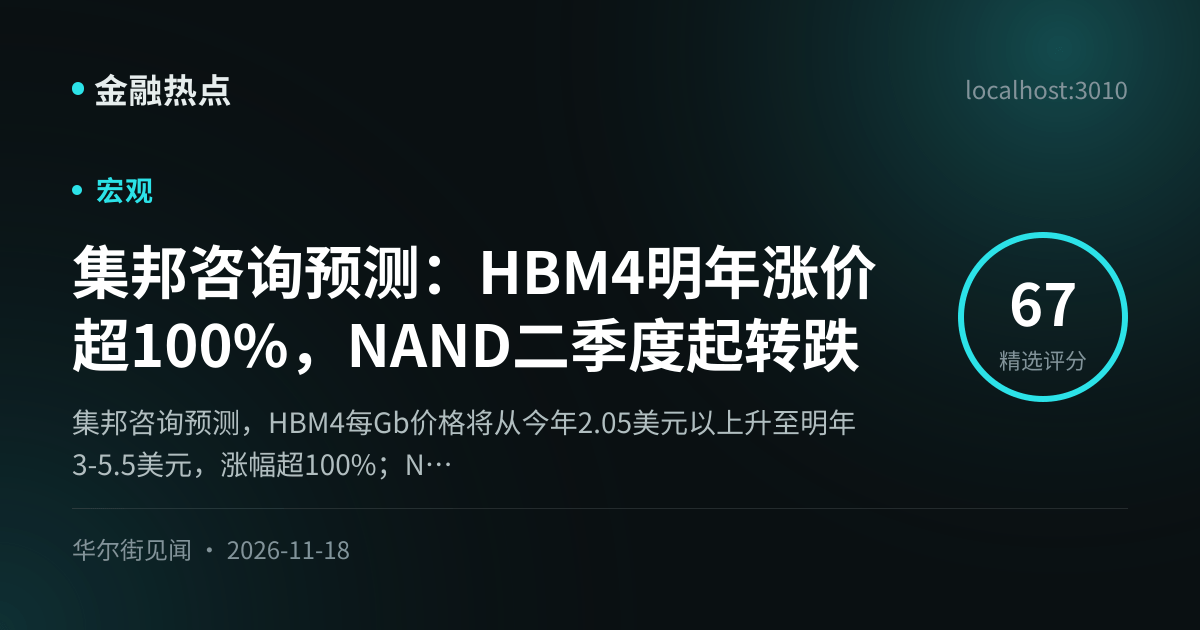 金融热点
localhost:3010
宏观
集邦咨询预测：HBM4明年涨价
超100%，NAND二季度起转跌
67
精选评分
集邦咨询预测，HBM4每Gb价格将从今年2.05美元以上升至明年
3-5.5美元，涨幅超100%；N…
华尔街见闻 · 2026-11-18